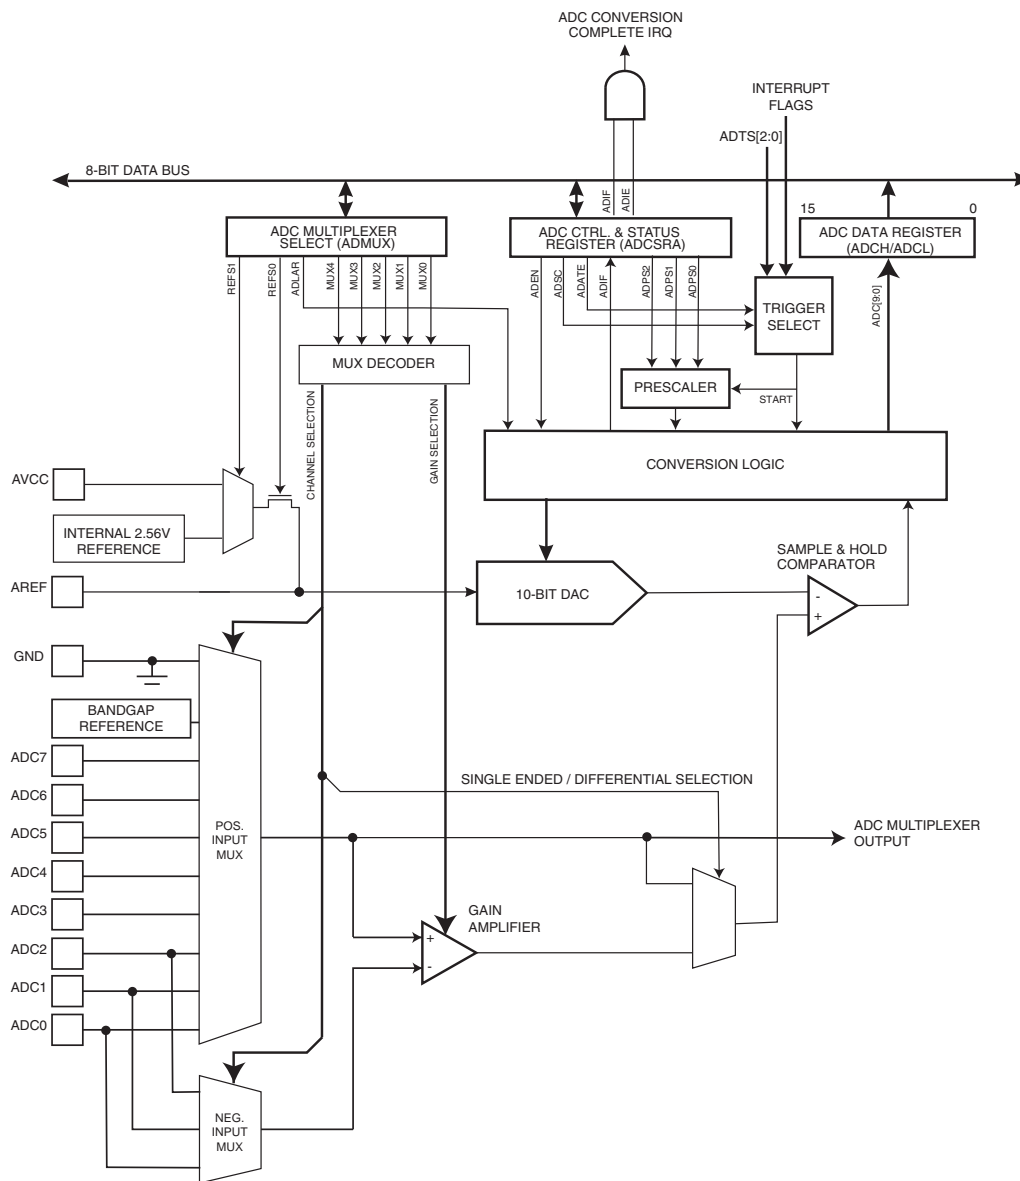 ADC CONVERSION
COMPLETE IRQ
INTERRUPT
FLAGS
ADTS[2:0]
8-BIT DATA BUS
ADIF
ADIE
15
0
ADC MULTIPLEXER
SELECT (ADMUX)
ADC CTRL. & STATUS
REGISTER (ADCSRA)
ADC DATA REGISTER
(ADCH/ADCL)
REFS1
REFS0
ADLAR
MUX4
MUX3
MUX2
MUX1
MUX0
ADEN
ADSC
ADATE
ADIF
ADPS2
ADPS1
ADPS0
ADC[9:0]
TRIGGER
SELECT
MUX DECODER
PRESCALER
START
CHANNEL SELECTION
GAIN SELECTION
CONVERSION LOGIC
AVCC
INTERNAL 2.56V
REFERENCE
SAMPLE & HOLD
COMPARATOR
AREF
10-BIT DAC
-
+
GND
BANDGAP
REFERENCE
ADC7
SINGLE ENDED / DIFFERENTIAL SELECTION
ADC6
ADC5
POS.
INPUT
MUX
ADC MULTIPLEXER
OUTPUT
ADC4
ADC3
GAIN
AMPLIFIER
+
-
ADC2
ADC1
ADC0
NEG.
INPUT
MUX